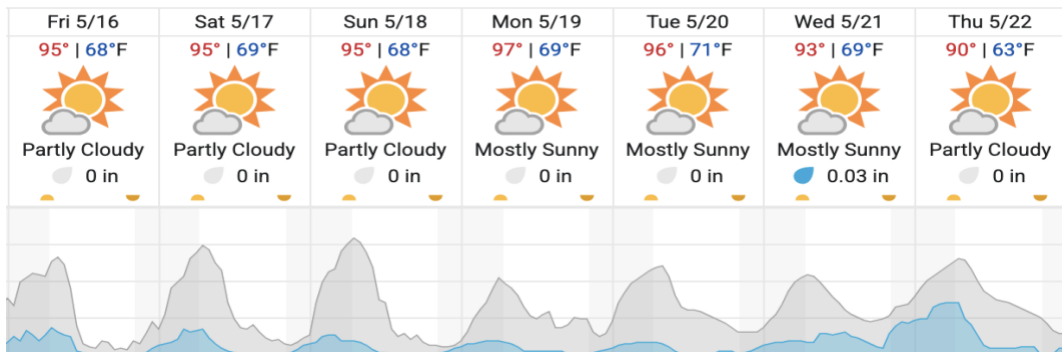 Fri 5/16 Sat 5/17 Sun 5/18 Mon 5/19 Tue 5/20 Wed 5/21 Thu 5/22
95° | 68°F 95° | 69°F 95° | 68°F 97° | 69°F 96° | 71°F 93° | 69°F 90° | 63°F
Partly Cloudy Partly Cloudy Partly Cloudy Mostly Sunny Mostly Sunny Mostly Sunny Partly Cloudy
0 in 0 in 0 in 0 in 0 in 0.03 in 0 in